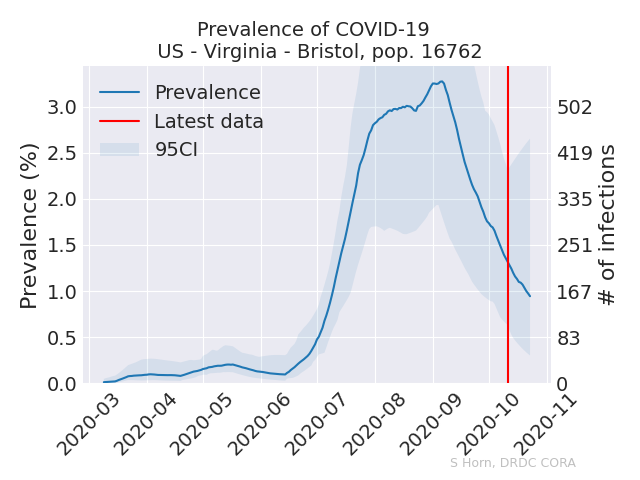 Prevalence of COVID-19
US - Virginia - Bristol, pop. 16762
Prevalence
Latest data
95CI
Prevalence (%)
3.0
2.5
2.0
1.5
1.0
0.5
0.0
502
419
335
251
167
83
0
# of infections
2020-03
2020-04
2020-05
2020-06
2020-07
2020-08
2020-09
2020-10
2020-11
S Horn, DRDC CORA